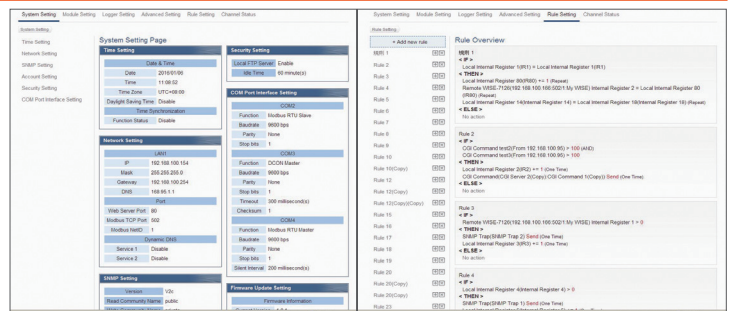 System Setting Module Setting Logger Setting Advanced Setting Rule Setting Channel Status
System Setting
Time Setting
Network Setting
SNMP Setting
Account Setting
Security Setting
COM Port Interface Setting
System Setting Page
Time Setting
Date & Time
Date 2016/01/06
Time 11:08:52
Time Zone UTC+08:00
Daylight Saving Time Disable
Time Synchronization
Function Status Disable
Network Setting
LAN1
IP 192.168.100.104
Mask 255.255.255.0
Gateway 192.168.100.254
DNS 168.95.1.1
Port
Web Server Port 80
Modbus TCP Port 502
Modbus NetID 1
Dynamic DNS
Service 1 Disable
Service 2 Disable
SNMP Setting
Version V2c
Read Community Name public
Security Setting
Local FTP Server Enable
Idle Time 60 minute(s)
COM Port Interface Setting
COM2
Function Modbus RTU Slave
Baudrate 9600 bps
Parity None
Stop bits 1
COM3
Function DCON Master
Baudrate 9600 bps
Parity None
Stop bits 1
Timeout 300 millisecond(s)
Checksum 1
COM4
Function Modbus RTU Master
Baudrate 9600 bps
Parity None
Stop bits 1
Silent Interval 200 millisecond(s)
Firmware Update Setting
Firmware Information
System Setting Module Setting Logger Setting Advanced Setting Rule Setting Channel Status
Rule Setting
+ Add new rule
規則 1
Rule 2
Rule 3
Rule 4
Rule 5
Rule 6
Rule 7
Rule 8
Rule 9
Rule 10
Rule 10(Copy)
Rule 12
Rule 12(Copy)
Rule 12(Copy)(Copy)
Rule 15
Rule 16
Rule 17
Rule 18
Rule 19
Rule 20
Rule 20(Copy)
Rule 20(Copy)
Rule 23
Rule Overview
規則 1
< IF >
Local Internal Register 1(IR1) = Local Internal Register 1(IR1)
< THEN >
Local Internal Register 80(IR80) += 1 (Repeat)
Remote WISE-7126(192.168.100.166:502/1 My WISE) Internal Register 2 = Local Internal Register 80
(IR80) (Repeat)
Local Internal Register 14(Internal Register 14) = Local Internal Register 18(Internal Register 18) (Repeat)
< ELSE >
No action
Rule 2
< IF >
CGI Command test2(From 192.168.100.95) > 100 (AND)
CGI Command test(From 192.168.100.95) = 100
< THEN >
Local Internal Register 2(IR2) += 1 (One Time)
CGI Command(CGI Server 2(Copy) CGI Command 1(Copy)) Send (One Time)
< ELSE >
No action
Rule 3
< IF >
Remote WISE-7126(192.168.100.166:502/1 My WISE) Internal Register 1 = 0
< THEN >
SNMP Trap(SNMP Trap 2) Send (One Time)
Local Internal Register 3(IR3) += 1 (One Time)
< ELSE >
No action
Rule 4
< IF >
Local Internal Register 4(Internal Register 4) > 0
< THEN >
SNMP Trap(SNMP Trap 1) Send (One Time)